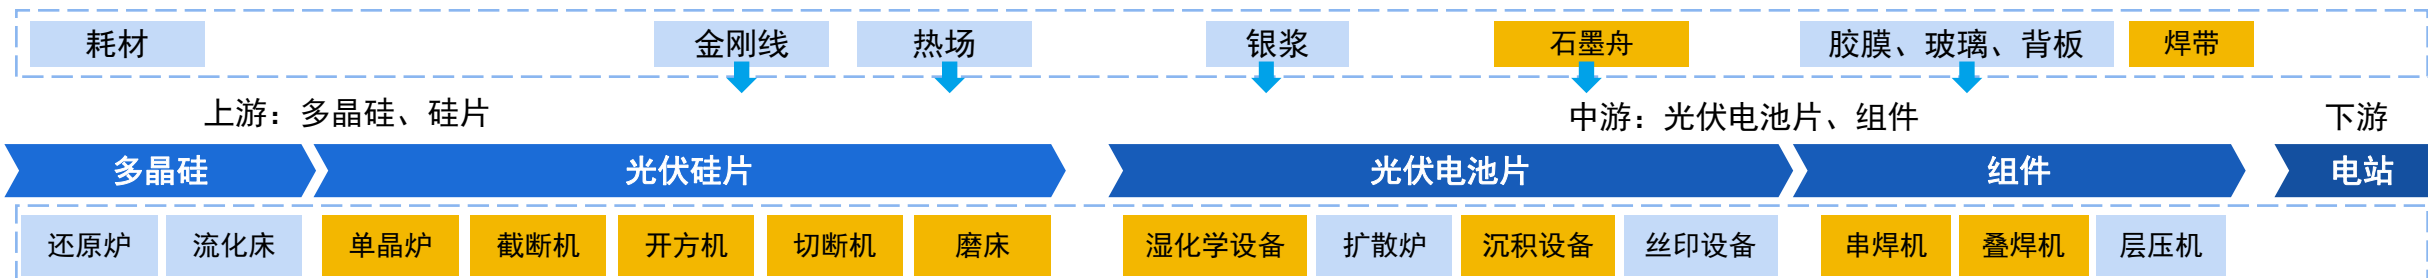 耗材 金刚线 热场 银浆 石墨舟 胶膜、玻璃、背板 焊带
上游：多晶硅、硅片 中游：光伏电池片、组件 下游
多晶硅 光伏硅片 光伏电池片 组件 电站
还原炉 流化床 单晶炉 截断机 开方机 切断机 磨床 湿化学设备 扩散炉 沉积设备 丝印设备 串焊机 叠焊机 层压机